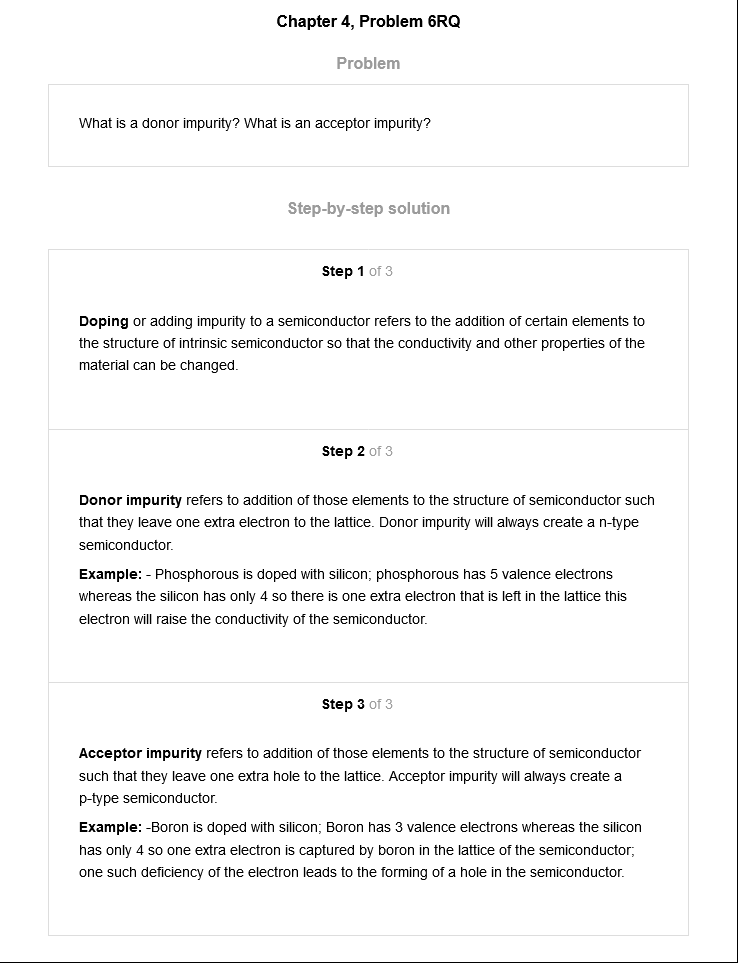 Chapter 4, Problem 6RQ
Problem
What is a donor impurity? What is an acceptor impurity?
Step-by-step solution
Step 1 of 3
Doping or adding impurity to a semiconductor refers to the addition of certain elements to
the structure of intrinsic semiconductor so that the conductivity and other properties of the
material can be changed.
Step 2 of 3
Donor impurity refers to addition of those elements to the structure of semiconductor such
that they leave one extra electron to the lattice. Donor impurity will always create a n-type
semiconductor.
Example: - Phosphorous is doped with silicon; phosphorous has 5 valence electrons
whereas the silicon has only 4 so there is one extra electron that is left in the lattice this
electron will raise the conductivity of the semiconductor.
Step 3 of 3
Acceptor impurity refers to addition of those elements to the structure of semiconductor
such that they leave one extra hole to the lattice. Acceptor impurity will always create a
p-type semiconductor.
Example: -Boron is doped with silicon; Boron has 3 valence electrons whereas the silicon
has only 4 so one extra electron is captured by boron in the lattice of the semiconductor;
one such deficiency of the electron leads to the forming of a hole in the semiconductor.